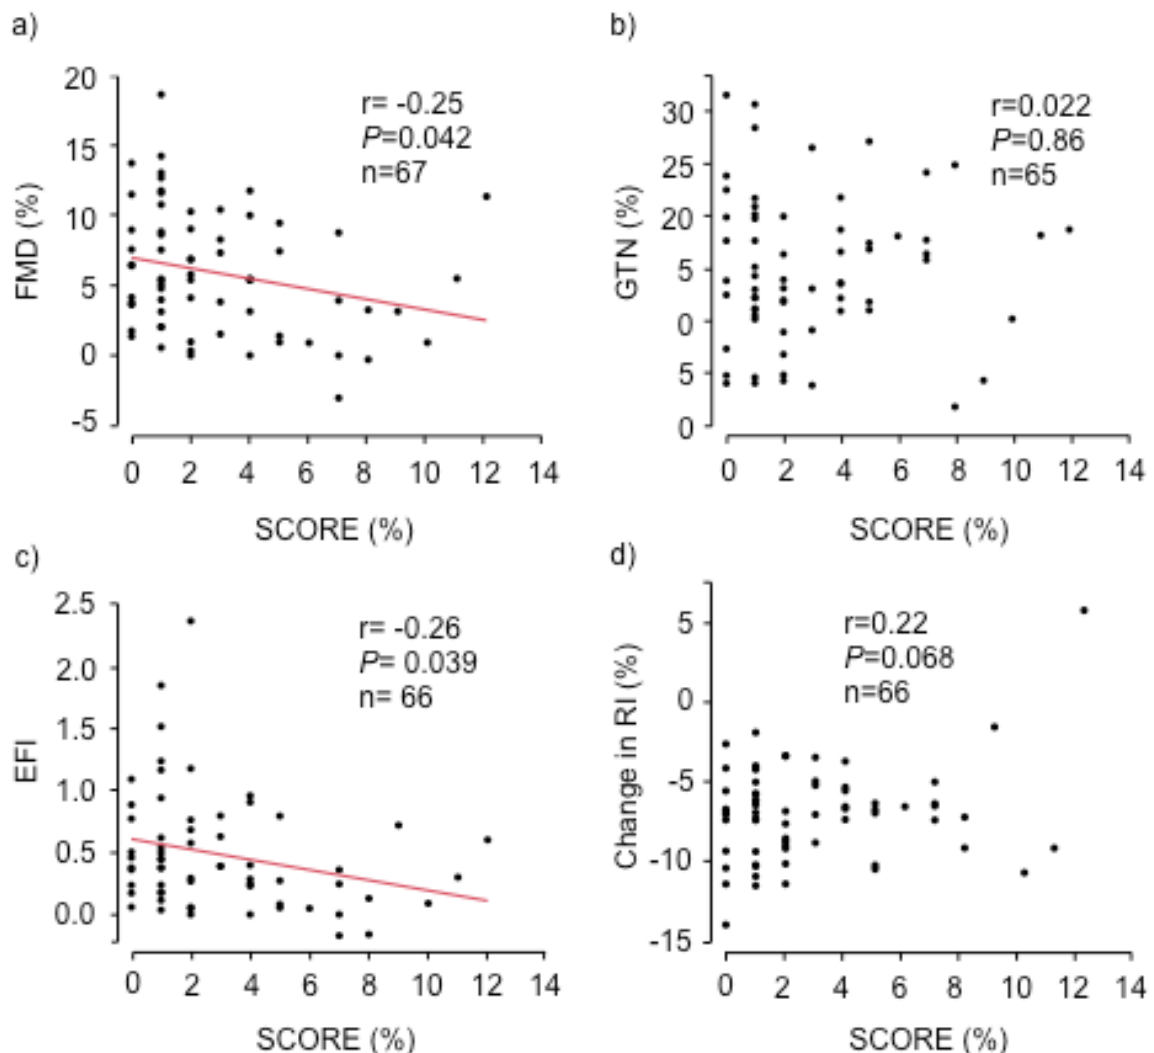 a)
20
15
10
5
0
-5
FMD (%)
r= -0.25
P=0.042
n=67
0 2 4 6 8 10 12 14
SCORE (%)
b)
30
25
20
5
0
5
0
GTN (%)
r=0.022
P=0.86
n=65
0 2 4 6 8 10 12 14
SCORE (%)
c)
2.5
2.0
1.5
1.0
0.5
0.0
EFI
r= -0.26
P= 0.039
n= 66
0 2 4 6 8 10 12 14
SCORE (%)
d)
5
0
-5
-10
-15
Change in RI (%)
r=0.22
P=0.068
n=66
0 2 4 6 8 10 12 14
SCORE (%)